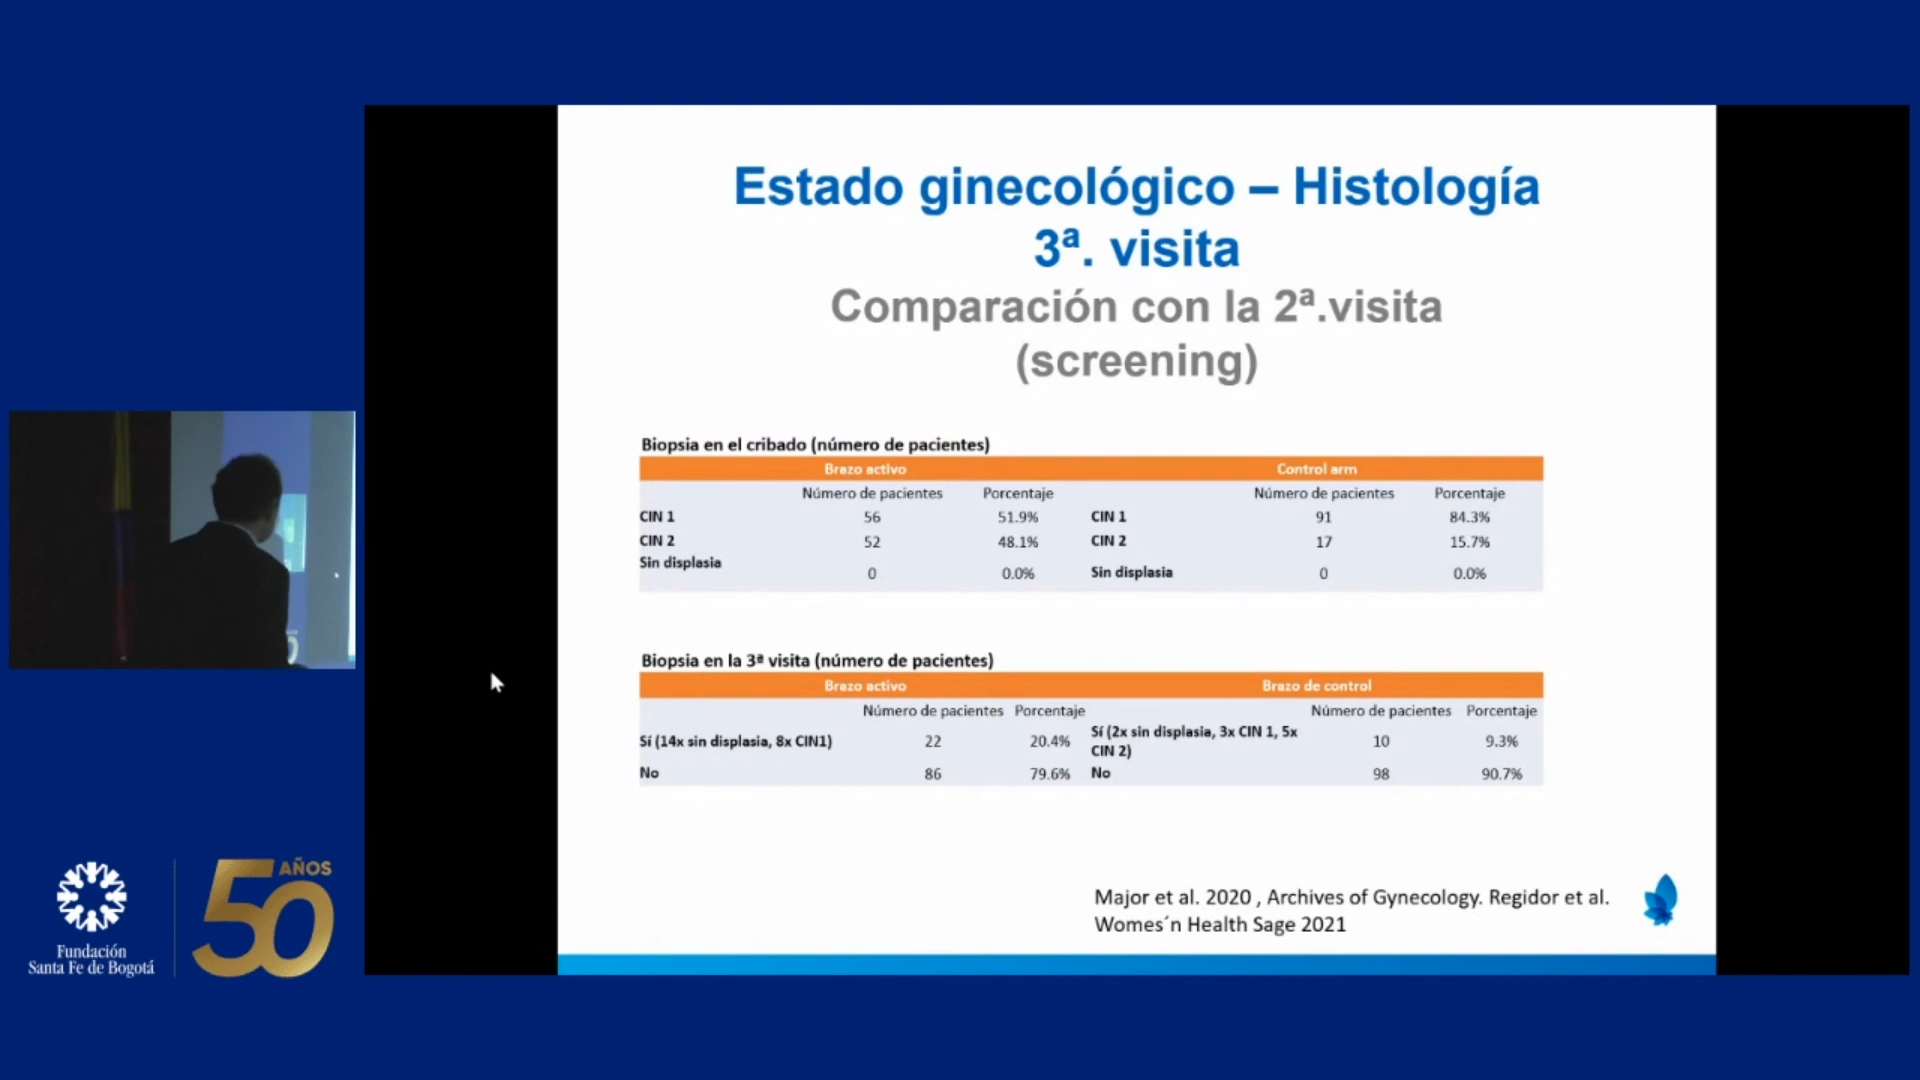 Estado ginecológico – Histología
3ª. visita
Comparación con la 2ª.visita
(screening)
Biopsia en el cribado (número de pacientes)
Brazo activo Control arm
Número de pacientes Porcentaje Número de pacientes Porcentaje
CIN 1 56 51.9% CIN 1 91 84.3%
CIN 2 52 48.1% CIN 2 17 15.7%
Sin displasia 0 0.0% Sin displasia 0 0.0%
Biopsia en la 3ª visita (número de pacientes)
Brazo activo Brazo de control
Número de pacientes Porcentaje Número de pacientes Porcentaje
Sí (14x sin displasia, 8x CIN1) 22 20.4% Sí (2x sin displasia, 3x CIN 1, 5x
CIN 2) 10 9.3%
No 86 79.6% No 98 90.7%
Major et al. 2020 , Archives of Gynecology. Regidor et al.
Womes´n Health Sage 2021
Fundación
Santa Fe de Bogotá
50 AÑOS